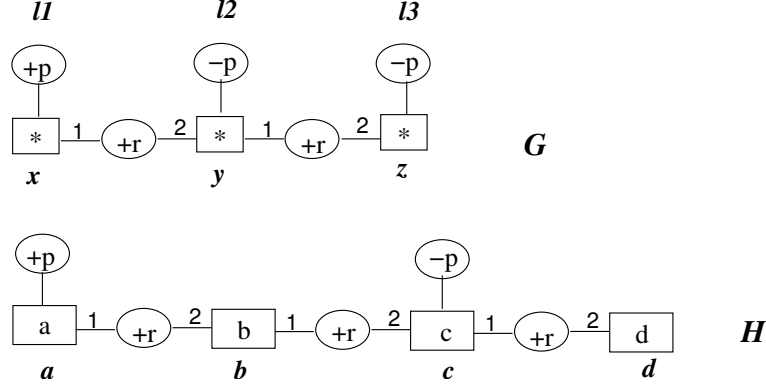 l1 l2 l3
+p −p −p
* 1 +r 2 * 1 +r 2 *
G
x y z
+p −p
a 1 +r 2 b 1 +r 2 c 1 +r 2 d
H
a b c d